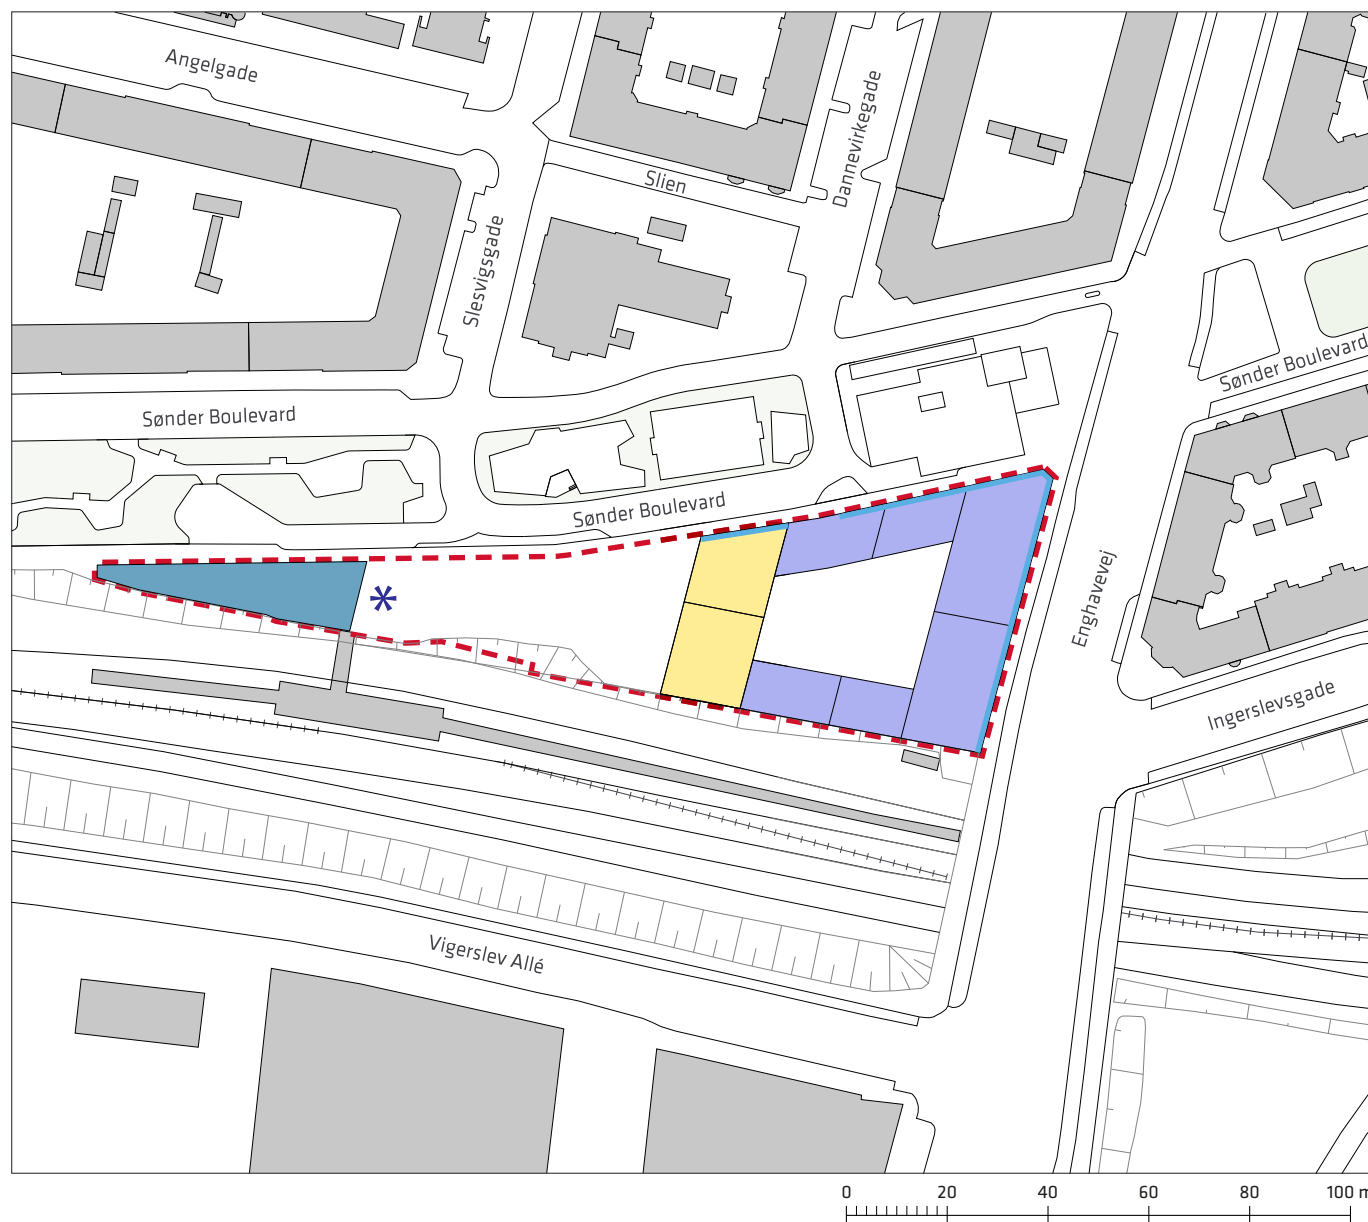 Angelgade
Slien
Dannevirkegade
Slesvigsgade
Sønder Boulevard
Sønder Boulevard
Sønder Boulevard
*
Enghavevej
Ingerslevsgade
Vigerslev Allé
0 20 40 60 80 100 m